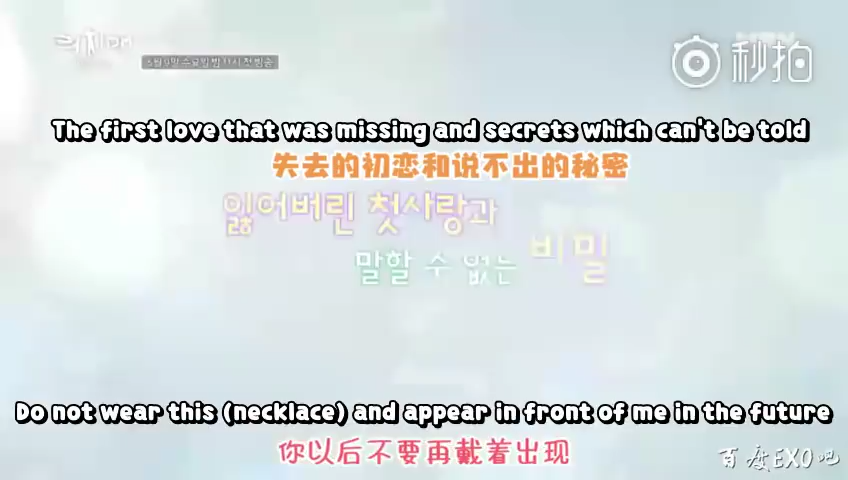 리치맨
5월 9일 수요일 밤 11시 첫방송
秒拍
The first love that was missing and secrets which can't be told
失去的初恋和说不出的秘密
잃어버린 첫사랑과
말할 수 없는 비밀
Do not wear this (necklace) and appear in front of me in the future
你以后不要再戴着出现
百度EXO吧